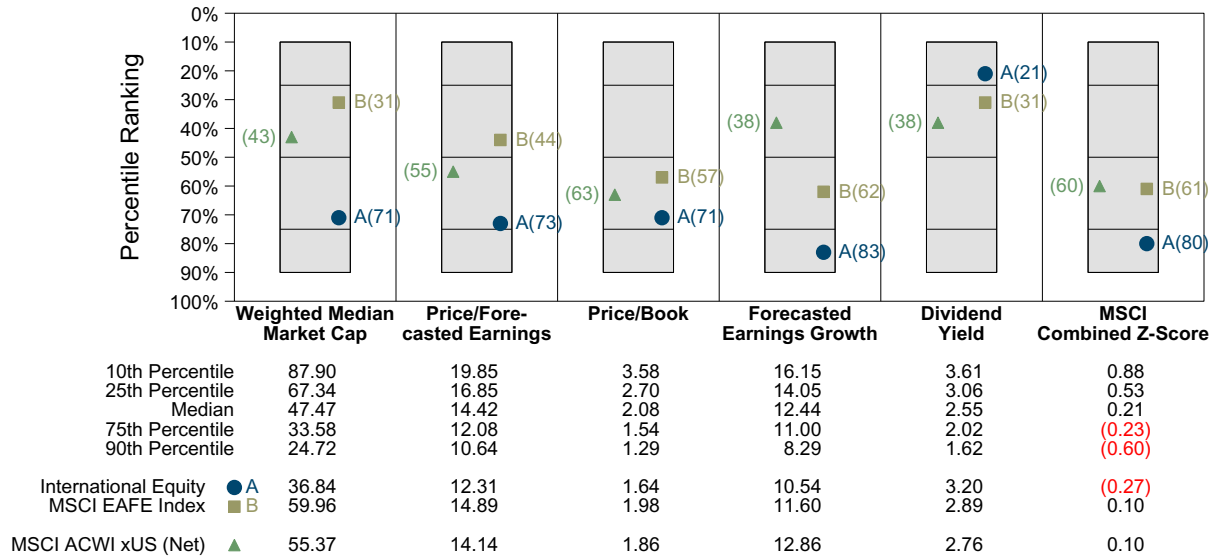 Percentile Ranking
0%
10%
20%
30%
40%
50%
60%
70%
80%
90%
100%
(43)
B(31)
A(71)
(55)
B(44)
A(73)
(63)
B(57)
A(71)
(38)
B(62)
A(83)
(38)
A(21)
B(31)
(60)
B(61)
A(80)
Weighted Median
Market Cap
Price/Fore-
casted Earnings
Price/Book
Forecasted
Earnings Growth
Dividend
Yield
MSCI
Combined Z-Score
10th Percentile 87.90 19.85 3.58 16.15 3.61 0.88
25th Percentile 67.34 16.85 2.70 14.05 3.06 0.53
Median 47.47 14.42 2.08 12.44 2.55 0.21
75th Percentile 33.58 12.08 1.54 11.00 2.02 (0.23)
90th Percentile 24.72 10.64 1.29 8.29 1.62 (0.60)
International Equity A 36.84 12.31 1.64 10.54 3.20 (0.27)
MSCI EAFE Index B 59.96 14.89 1.98 11.60 2.89 0.10
MSCI ACWI xUS (Net) 55.37 14.14 1.86 12.86 2.76 0.10